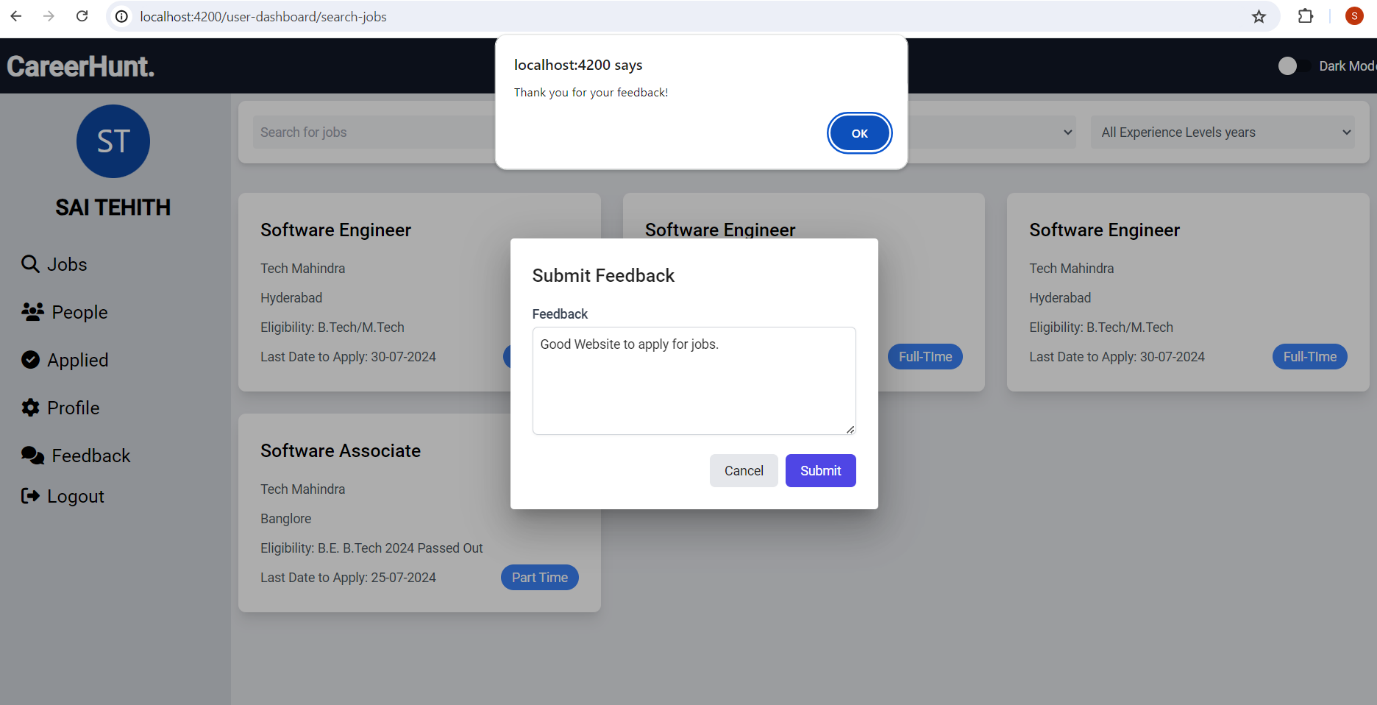 localhost:4200/user-dashboard/search-jobs
S
CareerHunt.
localhost:4200 says
Thank you for your feedback!
OK
Dark Mode
ST
SAI TEHITH
Jobs
People
Applied
Profile
Feedback
Logout
Search for jobs
All Experience Levels years
Software Engineer
Tech Mahindra
Hyderabad
Eligibility: B.Tech/M.Tech
Last Date to Apply: 30-07-2024
Software Engineer
Full-TIme
Software Engineer
Tech Mahindra
Hyderabad
Eligibility: B.Tech/M.Tech
Last Date to Apply: 30-07-2024
Full-TIme
Software Associate
Tech Mahindra
Banglore
Eligibility: B.E. B.Tech 2024 Passed Out
Last Date to Apply: 25-07-2024
Part Time
Submit Feedback
Feedback
Good Website to apply for jobs.
Cancel
Submit